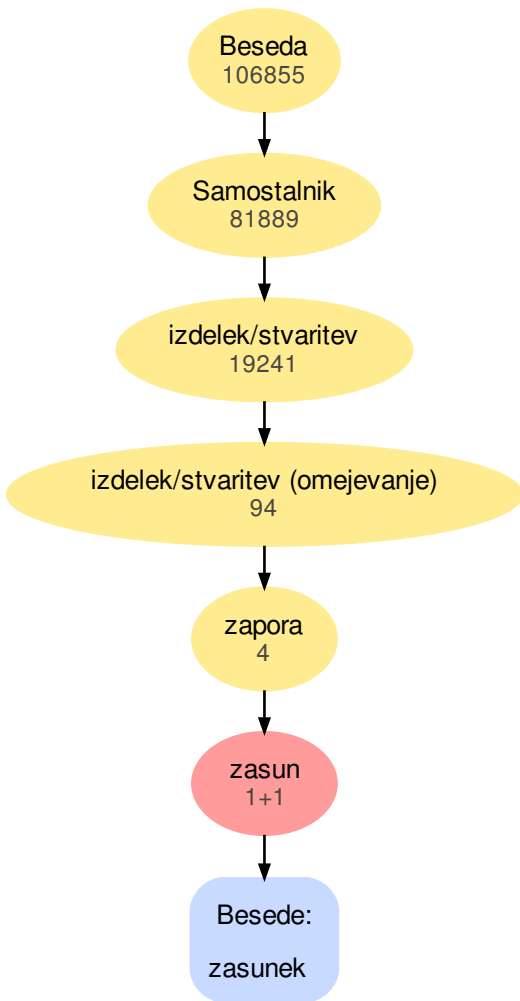 Beseda
106855
Samostalnik
81889
izdelek/stvaritev
19241
izdelek/stvaritev (omejevanje)
94
zapora
4
zasun
1+1
Besede:
zasunek